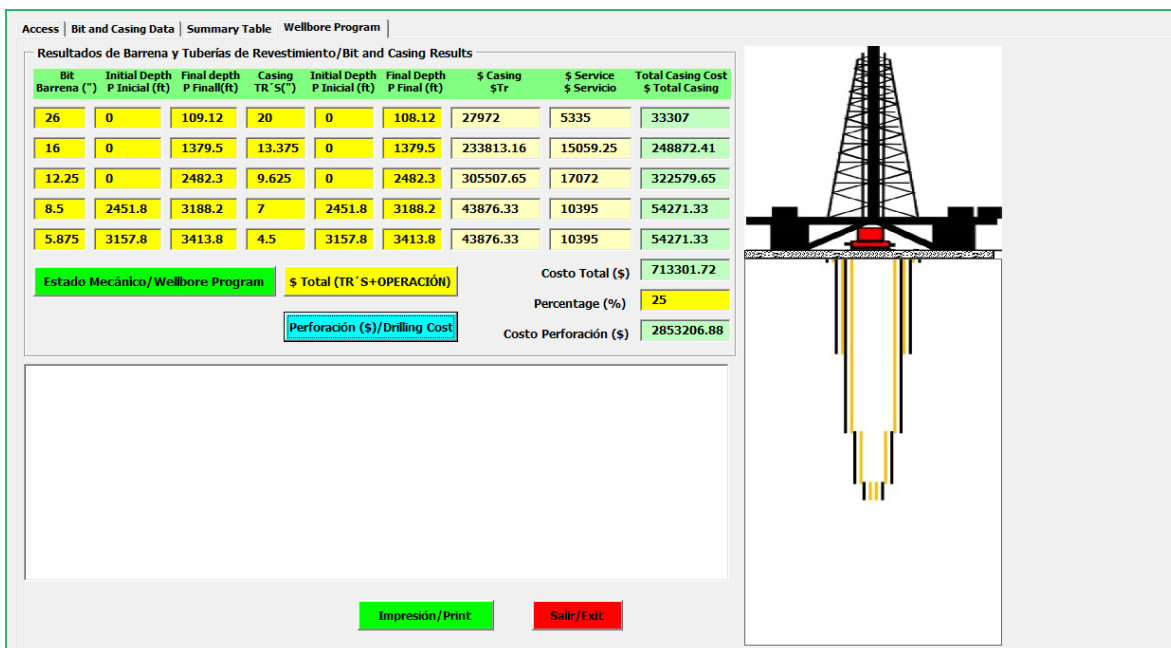 Access | Bit and Casing Data | Summary Table | Wellbore Program |
Resultados de Barrena y Tuberías de Revestimiento/Bit and Casing Results
Bit Initial Depth Final depth Casing Initial Depth Final Depth $ Casing $ Service Total Casing Cost
Barrena (") P Inicial (ft) P Finall(ft) TR´S(") P Inicial (ft) P Final (ft) $Tr $ Servicio $ Total Casing
26 0 109.12 20 0 108.12 27972 5335 33307
16 0 1379.5 13.375 0 1379.5 233813.16 15059.25 248872.41
12.25 0 2482.3 9.625 0 2482.3 305507.65 17072 322579.65
8.5 2451.8 3188.2 7 2451.8 3188.2 43876.33 10395 54271.33
5.875 3157.8 3413.8 4.5 3157.8 3413.8 43876.33 10395 54271.33
Estado Mecánico/Wellbore Program $ Total (TR´S+OPERACIÓN) Costo Total ($) 713301.72
Percentage (%) 25
Perforación ($)/Drilling Cost Costo Perforación ($) 2853206.88
Impresión/Print Salir/Exit